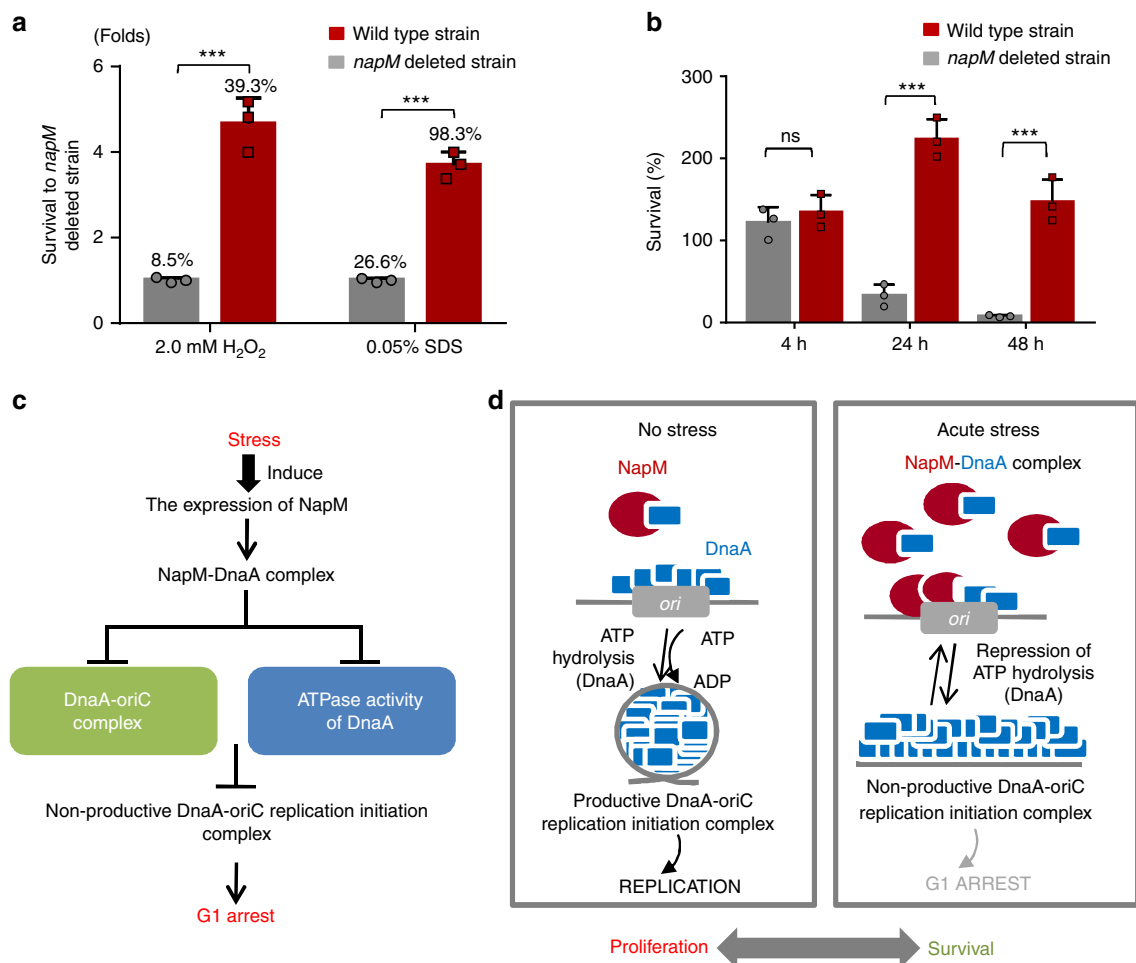 a
(Folds)
Wild type strain
napM deleted strain
Survival to napM
deleted strain
6
4
2
0
***
39.3%
8.5%
***
98.3%
26.6%
2.0 mM H₂O₂
0.05% SDS
b
Wild type strain
napM deleted strain
Survival (%)
300
200
100
0
ns
***
***
4 h
24 h
48 h
c
Stress
Induce
The expression of NapM
NapM-DnaA complex
DnaA-oriC
complex
ATPase activity
of DnaA
Non-productive DnaA-oriC replication initiation
complex
G1 arrest
d
No stress
NapM
DnaA
ori
ATP
hydrolysis
(DnaA)
ATP
ADP
Productive DnaA-oriC
replication initiation complex
REPLICATION
Acute stress
NapM-DnaA complex
ori
Repression of
ATP hydrolysis
(DnaA)
Non-productive DnaA-oriC
replication initiation complex
G1 ARREST
Proliferation
Survival